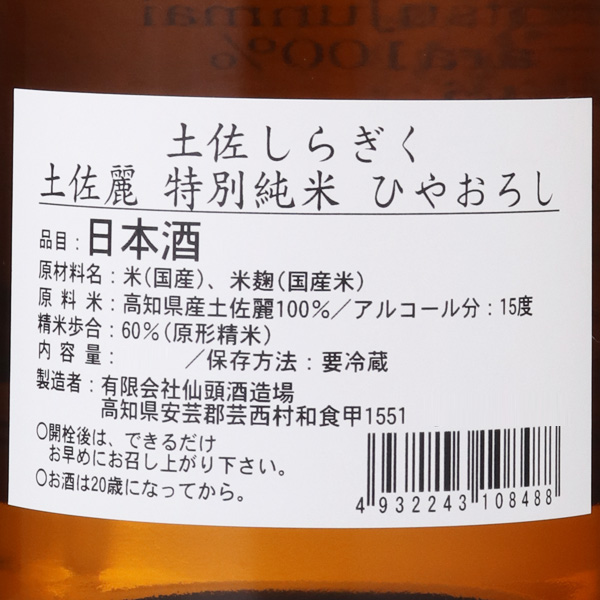 tsuJunmai
100%
土佐しらぎく
土佐麗 特別純米 ひやおろし
品目：日本酒
原材料名：米(国産)、米麹(国産米)
原料米：高知県産土佐麗100％／アルコール分：15度
精米歩合：60％(原形精米)
内容量：　　　／保存方法：要冷蔵
製造者：有限会社仙頭酒造場
高知県安芸郡芸西村和食甲1551
○開栓後は、できるだけ
お早めにお召し上がり下さい。
○お酒は20歳になってから。
4 932243 108488